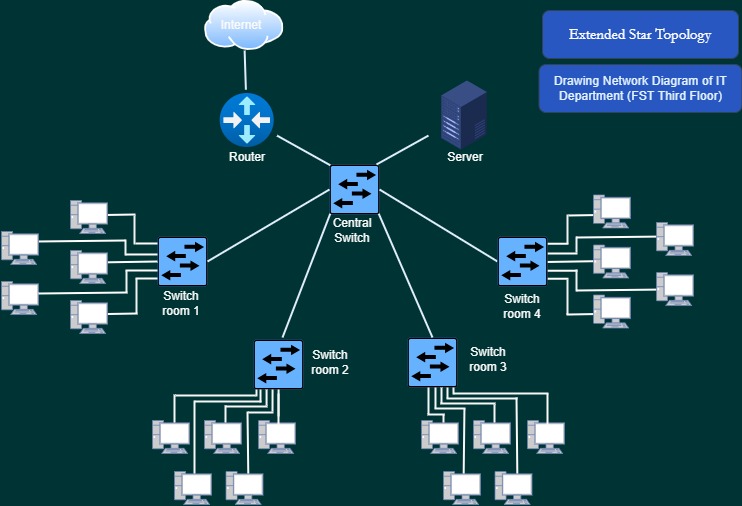 Internet
Extended Star Topology
Drawing Network Diagram of IT
Department (FST Third Floor)
Router
Server
Central
Switch
Switch
room 1
Switch
room 4
Switch
room 2
Switch
room 3